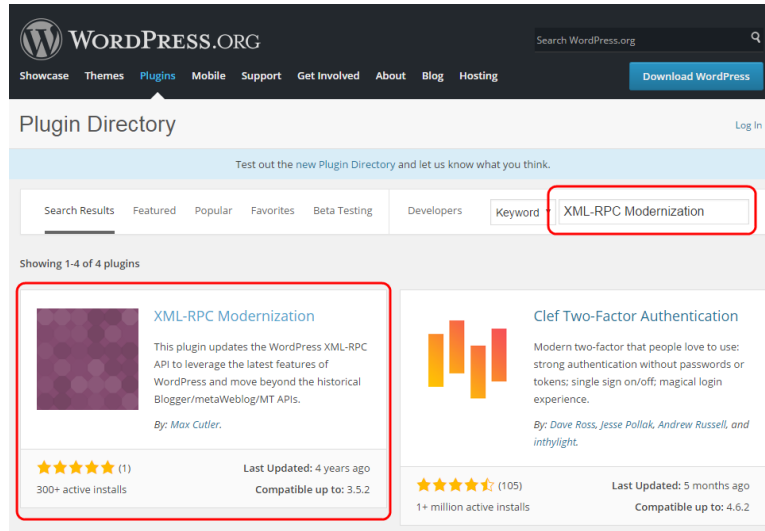 WORDPRESS.ORG
Search WordPress.org
Showcase Themes Plugins Mobile Support Get Involved About Blog Hosting
Download WordPress
Plugin Directory
Log In
Test out the new Plugin Directory and let us know what you think.
Search Results Featured Popular Favorites Beta Testing Developers Keyword XML-RPC Modernization
Showing 1-4 of 4 plugins
XML-RPC Modernization
This plugin updates the WordPress XML-RPC
API to leverage the latest features of
WordPress and move beyond the historical
Blogger/metaWeblog/MT APIs.
By: Max Cutler.
(1)
Last Updated: 4 years ago
300+ active installs
Compatible up to: 3.5.2
Clef Two-Factor Authentication
Modern two-factor that people love to use:
strong authentication without passwords or
tokens; single sign on/off; magical login
experience.
By: Dave Ross, Jesse Pollak, Andrew Russell, and
inthylight.
(105)
Last Updated: 5 months ago
1+ million active installs
Compatible up to: 4.6.2